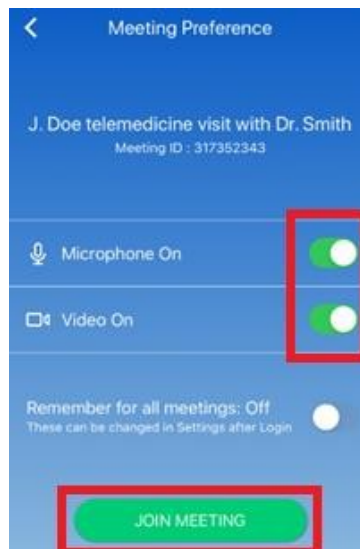 Meeting Preference
J. Doe telemedicine visit with Dr. Smith
Meeting ID : 317352343
Microphone On
Video On
Remember for all meetings: Off
These can be changed in Settings after Login
JOIN MEETING